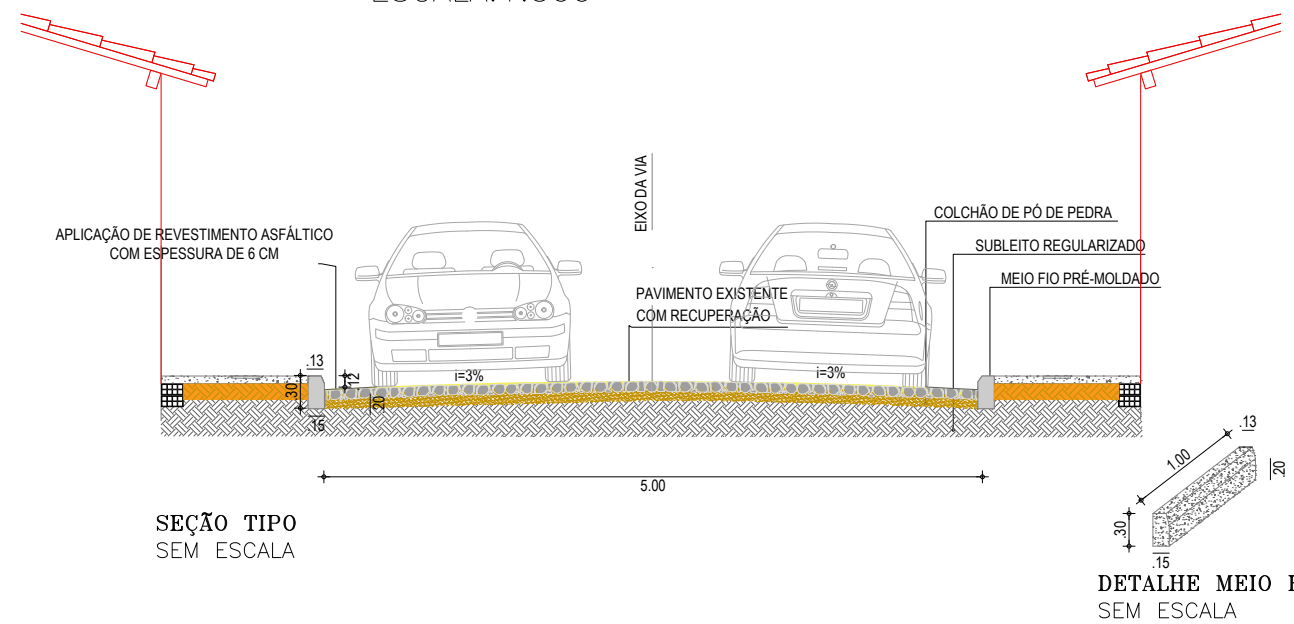 EIXO DA VIA
COLCHÃO DE PÓ DE PEDRA
APLICAÇÃO DE REVESTIMENTO ASFÁLTICO
COM ESPESSURA DE 6 CM
SUBLEITO REGULARIZADO
MEIO FIO PRÉ-MOLDADO
PAVIMENTO EXISTENTE
COM RECUPERAÇÃO
.13
.30
12
i=3%
i=3%
20
.15
5.00
SEÇÃO TIPO
SEM ESCALA
.13
1.00
.20
.30
.15
DETALHE MEIO
SEM ESCALA